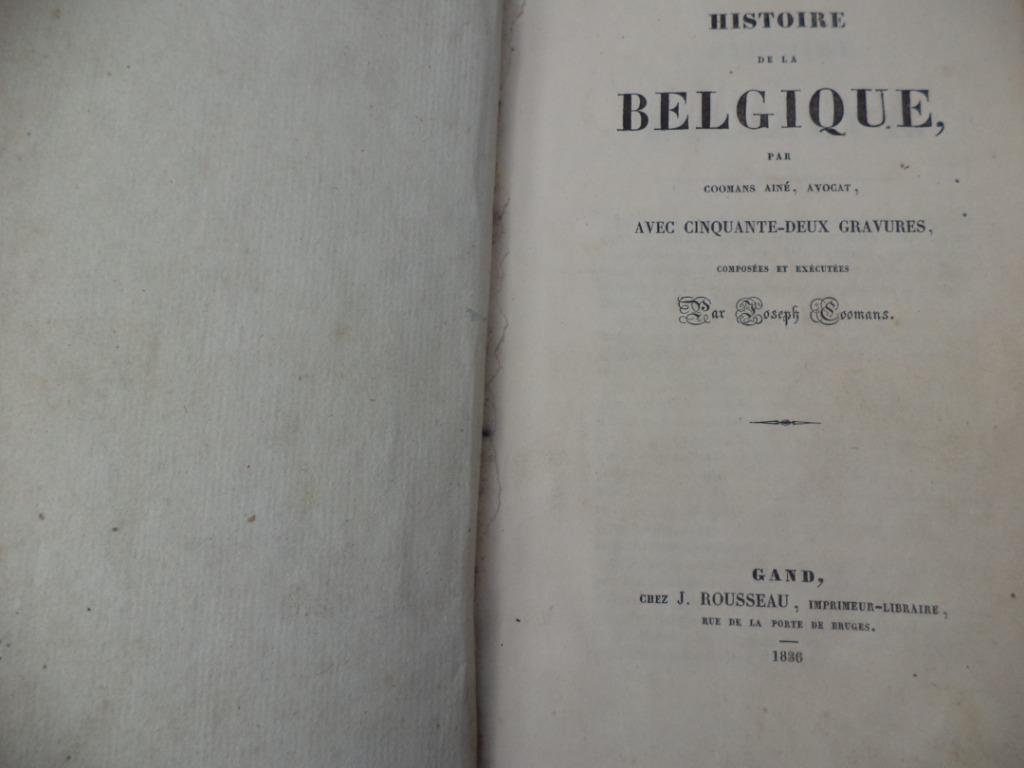 HISTOIRE
DE LA
BELGIQUE,
PAR
COOMANS AINÉ, AVOCAT,
AVEC CINQUANTE-DEUX GRAVURES,
COMPOSÉES ET EXÉCUTÉES
Par Joseph Coomans.
GAND,
CHEZ J. ROUSSEAU, IMPRIMEUR-LIBRAIRE,
RUE DE LA PORTE DE BRUGES.
1836